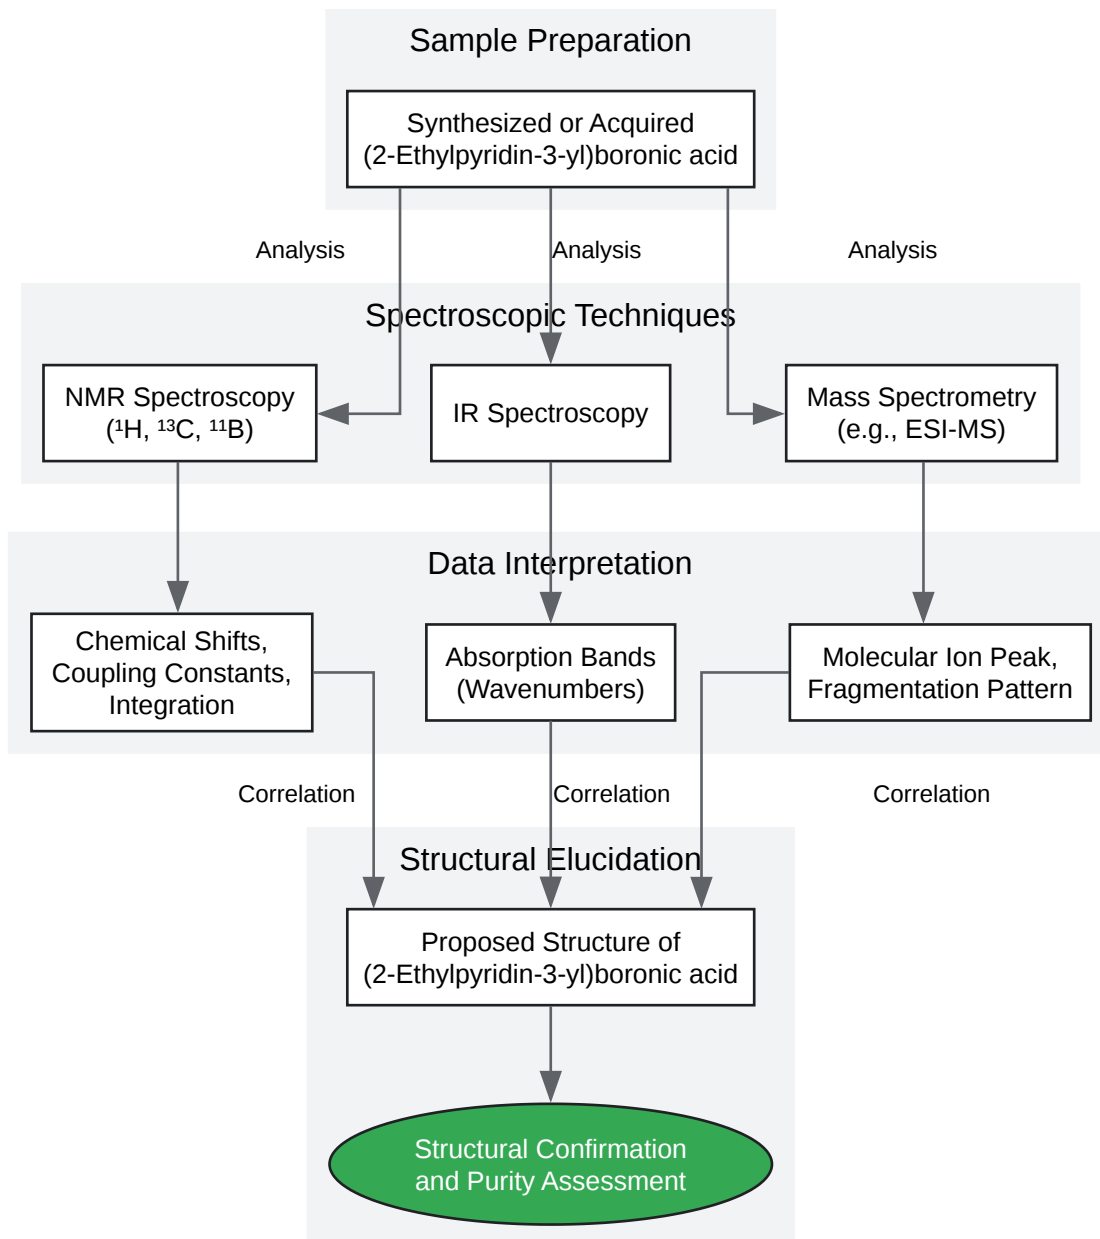 Sample Preparation
Synthesized or Acquired
(2-Ethylpyridin-3-yl)boronic acid
Analysis
Analysis
Analysis
Spectroscopic Techniques
NMR Spectroscopy
(¹H, ¹³C, ¹¹B)
IR Spectroscopy
Mass Spectrometry
(e.g., ESI-MS)
Data Interpretation
Chemical Shifts,
Coupling Constants,
Integration
Absorption Bands
(Wavenumbers)
Molecular Ion Peak,
Fragmentation Pattern
Correlation
Correlation
Correlation
Structural Elucidation
Proposed Structure of
(2-Ethylpyridin-3-yl)boronic acid
Structural Confirmation
and Purity Assessment